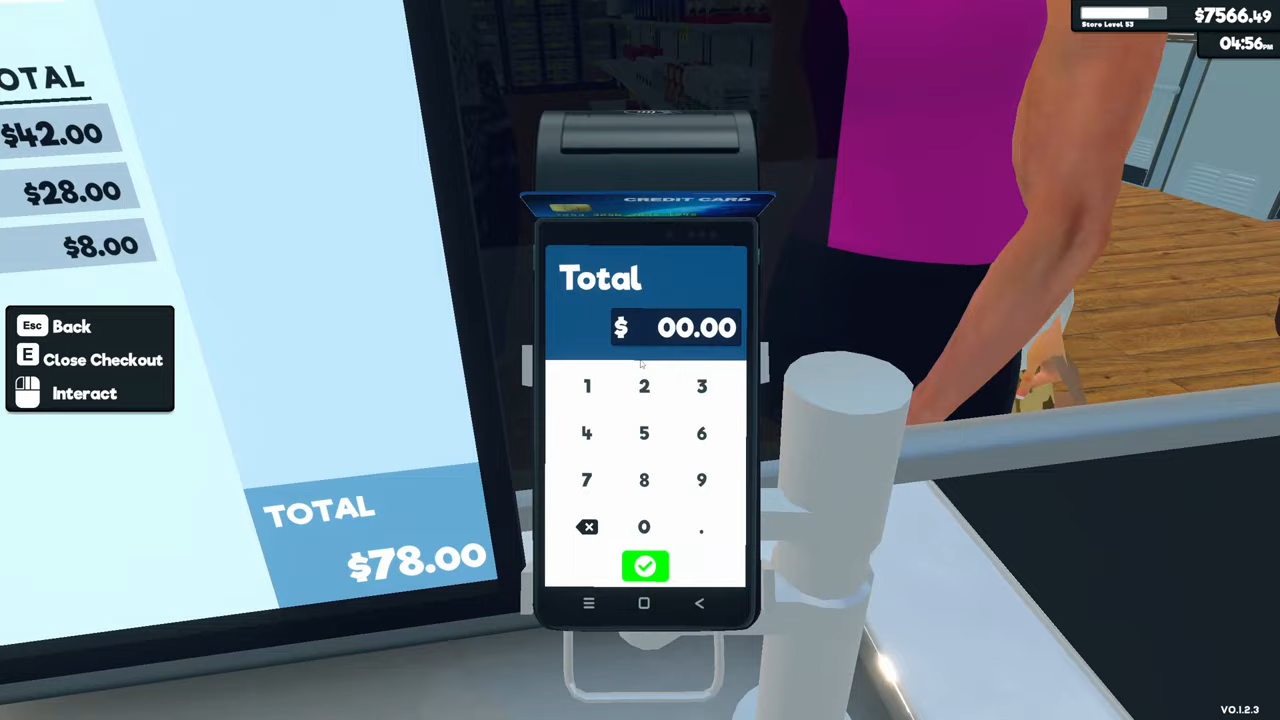 OTAL
$42.00
$28.00
$8.00
TOTAL
$78.00
Esc Back
E Close Checkout
Interact
CREDIT CARD
Total
$ 00.00
1 2 3
4 5 6
7 8 9
0 .
$7566.49
Store Level 53
04:56PM
V0.1.2.3